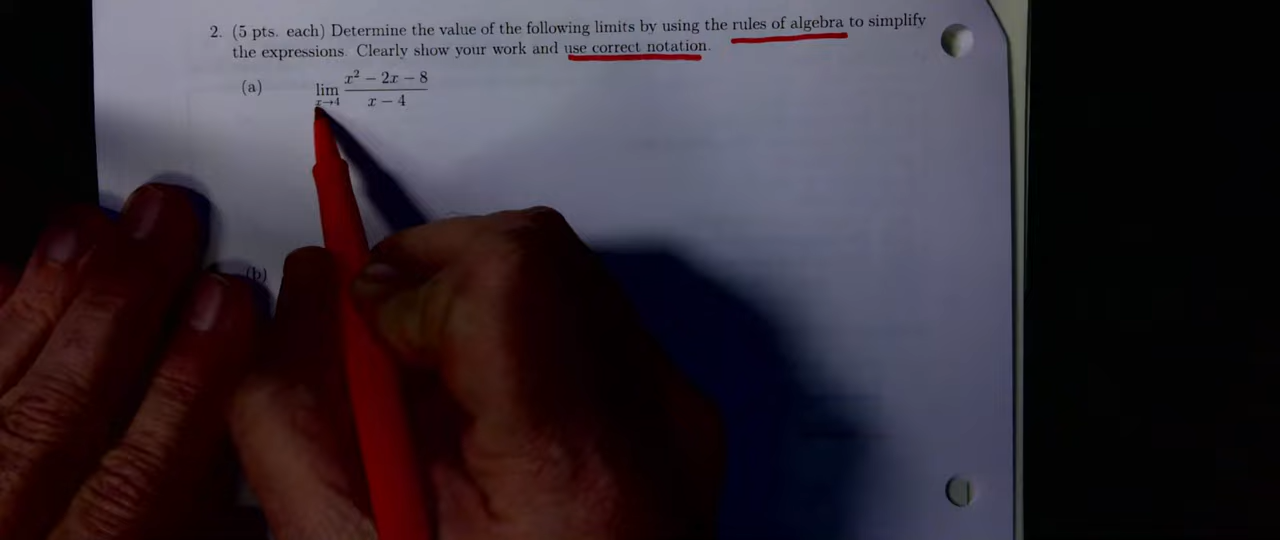 2. (5 pts. each) Determine the value of the following limits by using the rules of algebra to simplify
the expressions. Clearly show your work and use correct notation.
(a) lim x→4 x² − 2x − 8 / x − 4
(b)